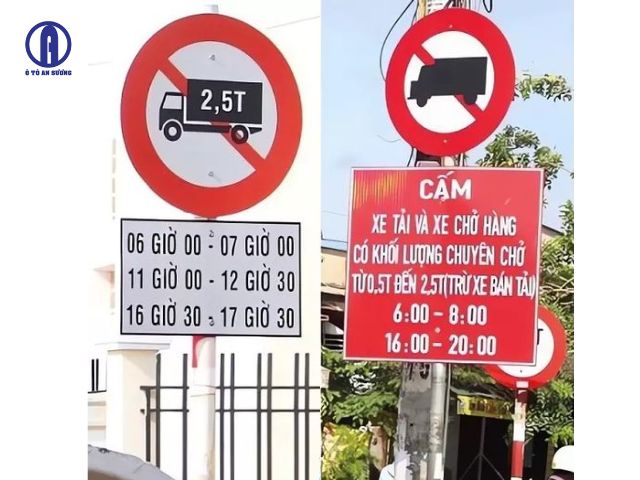 Ô TÔ AN SƯƠNG
2,5T
06 GIỜ 00 - 07 GIỜ 00
11 GIỜ 00 - 12 GIỜ 30
16 GIỜ 30 - 17 GIỜ 30
CẤM
XE TẢI VÀ XE CHỞ HÀNG
CÓ KHỐI LƯỢNG CHUYÊN CHỞ
TỪ 0,5T ĐẾN 2,5T(TRỪ XE BÁN TẢI)
6:00 - 8:00
16:00 - 20:00